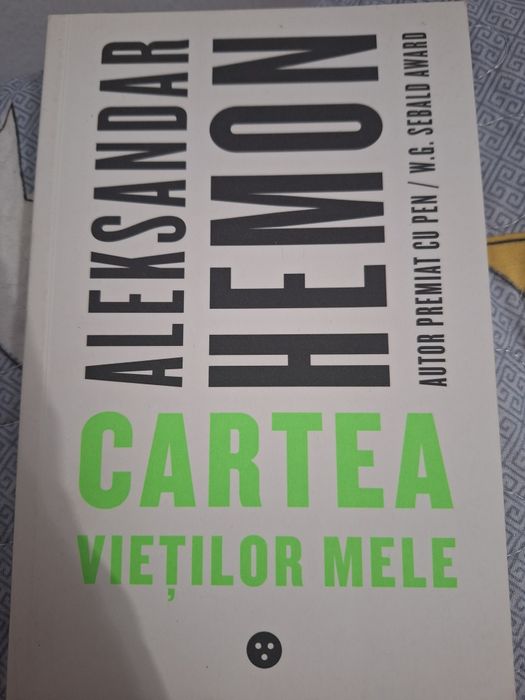 ALEKSANDAR
HEMON
AUTOR PREMIAT CU PEN / W.G. SEBALD AWARD
CARTEA
VIEȚILOR MELE